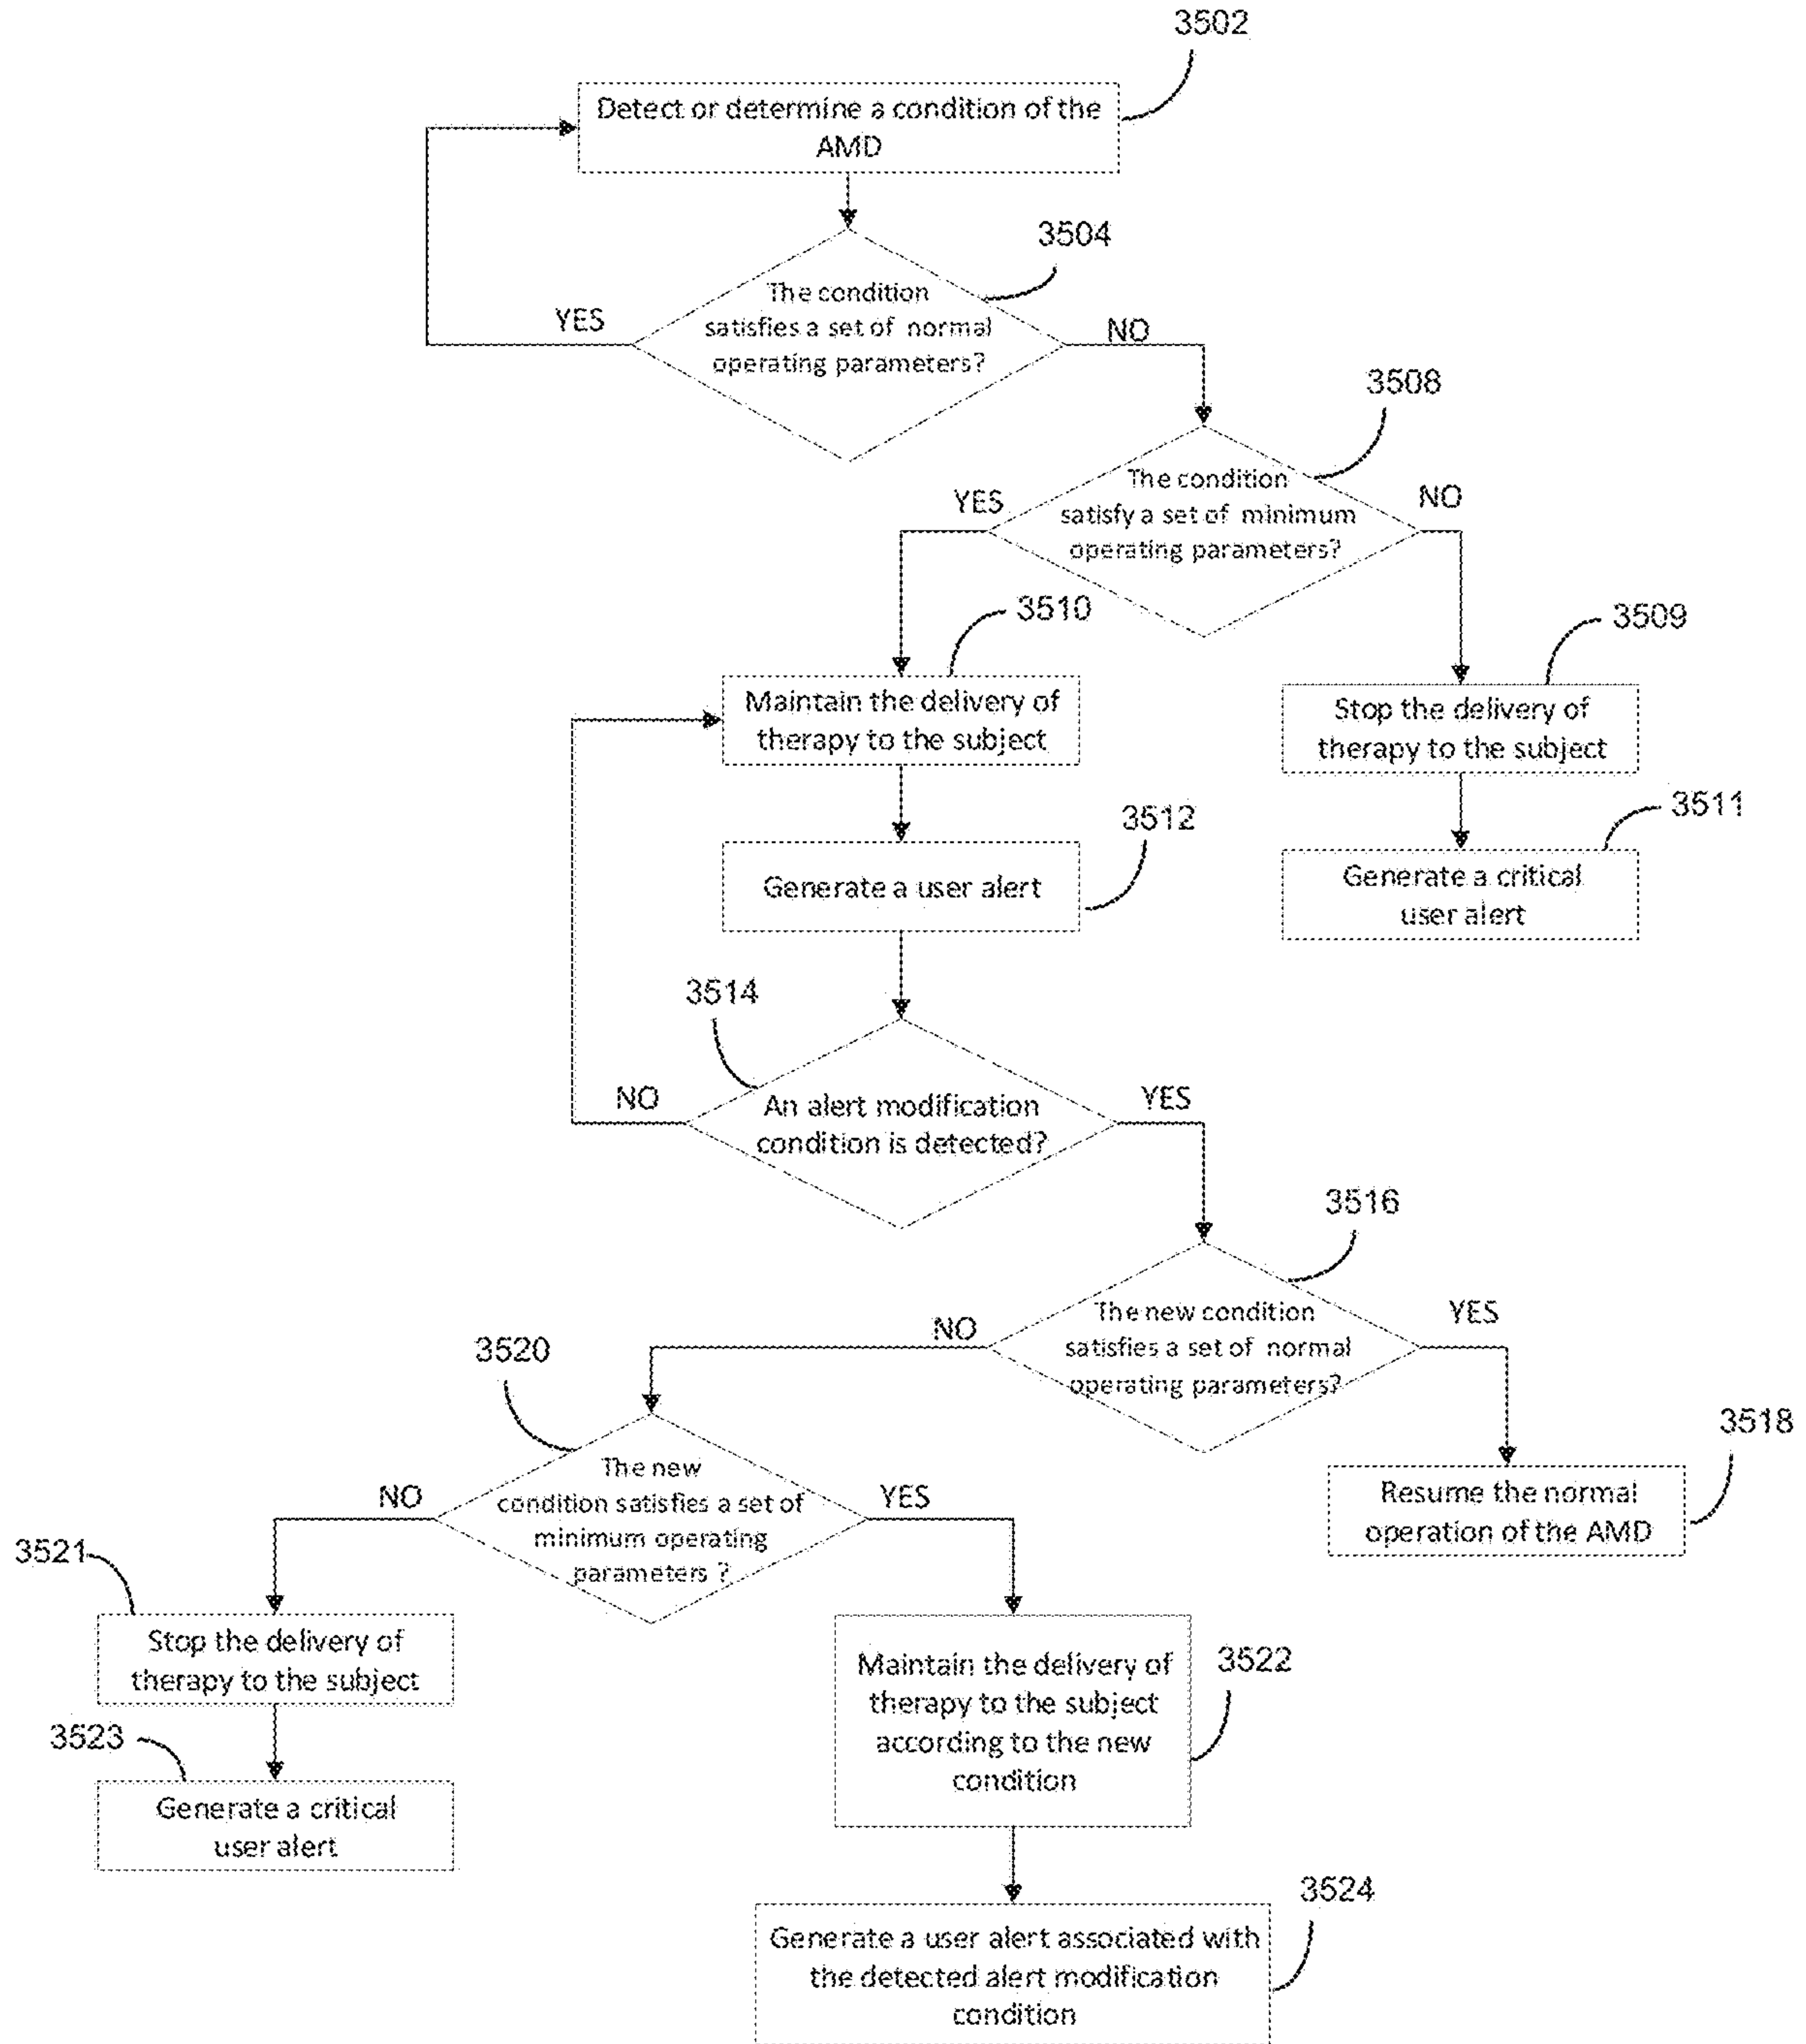 3502
Detect or determine a condition of the
AMD
3504
The condition
satisfies a set of normal
operating parameters?
YES
NO
3508
The condition
satisfy a set of minimum
operating parameters?
YES
NO
3510
Maintain the delivery of
therapy to the subject
3509
Stop the delivery of
therapy to the subject
3512
Generate a user alert
3511
Generate a critical
user alert
3514
An alert modification
condition is detected?
NO
YES
3516
The new condition
satisfies a set of normal
operating parameters?
NO
YES
3520
The new
condition satisfies a set of
minimum operating
parameters ?
NO
YES
3518
Resume the normal
operation of the AMD
3521
Stop the delivery of
therapy to the subject
3522
Maintain the delivery of
therapy to the subject
according to the new
condition
3523
Generate a critical
user alert
3524
Generate a user alert associated with
the detected alert modification
condition